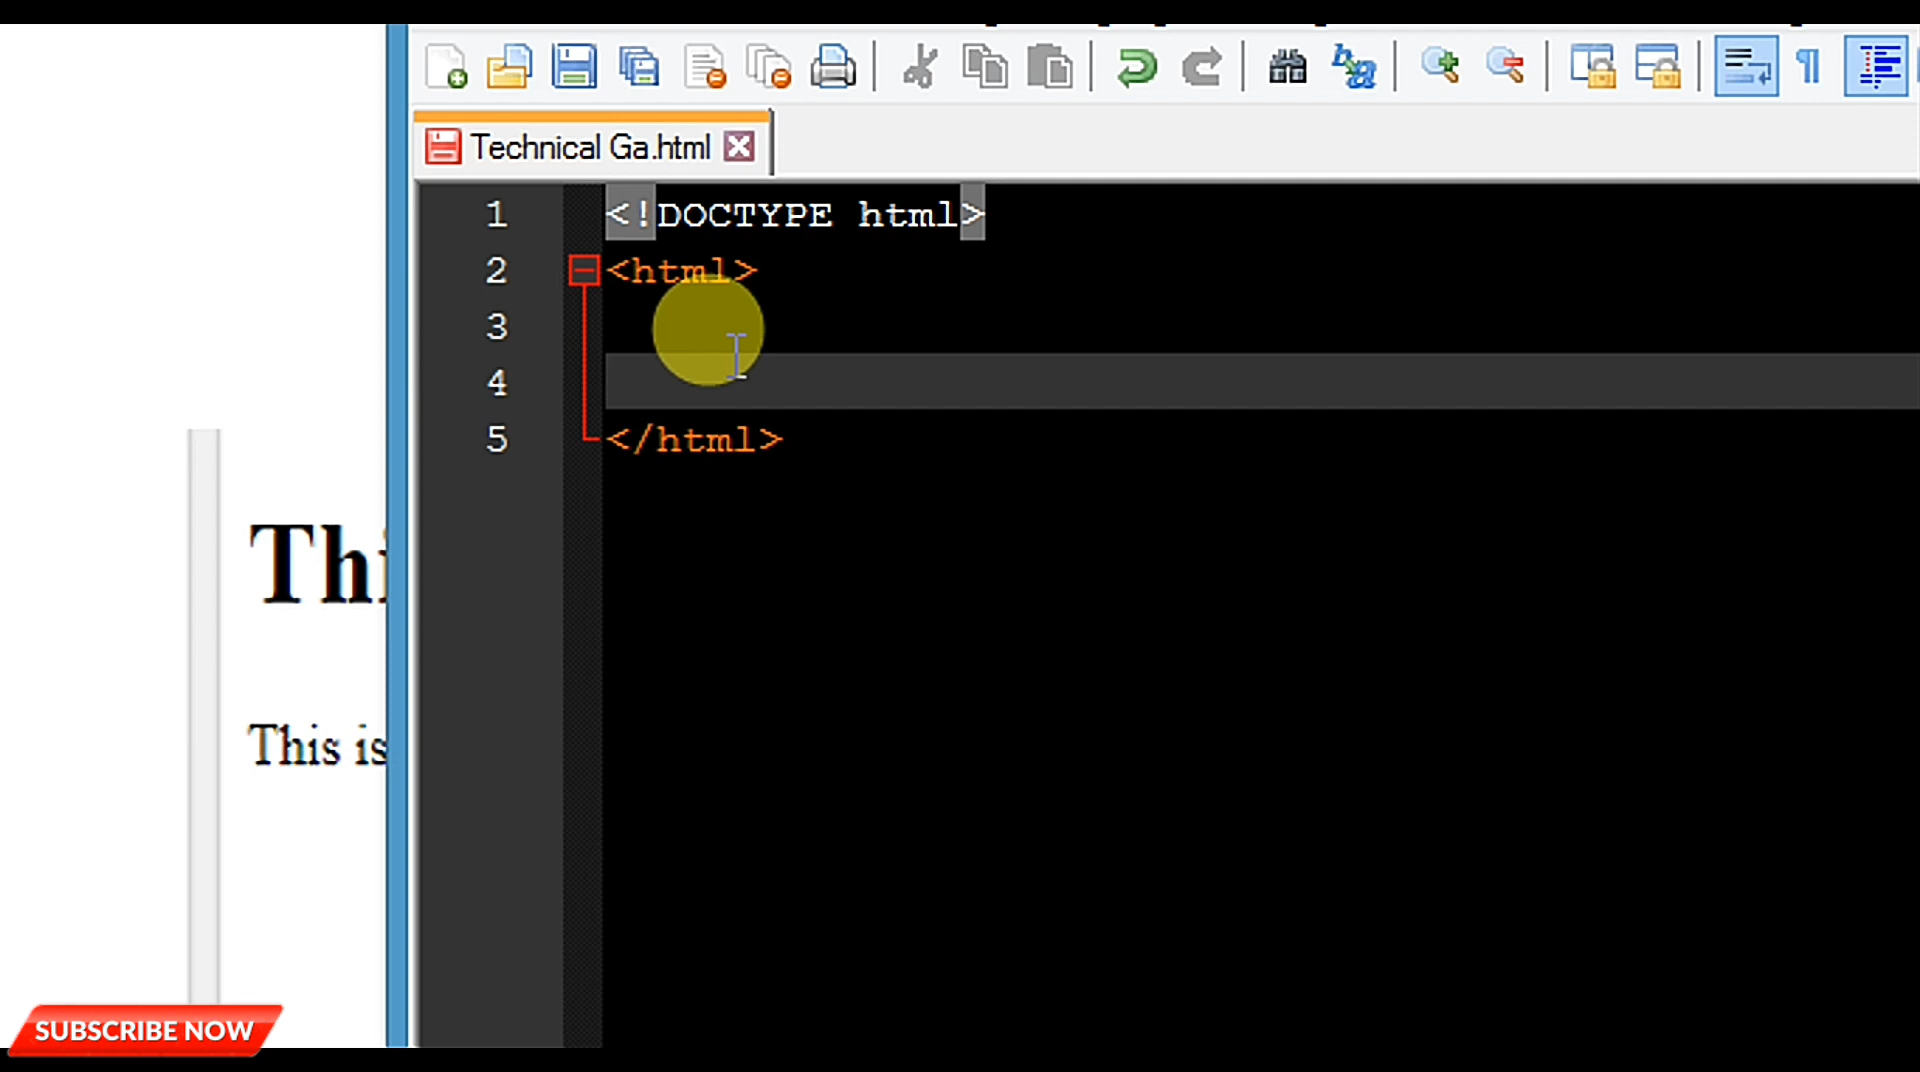 Technical Ga.html
1 <!DOCTYPE html>
2 <html>
3
4
5 </html>
Thi
This is
SUBSCRIBE NOW